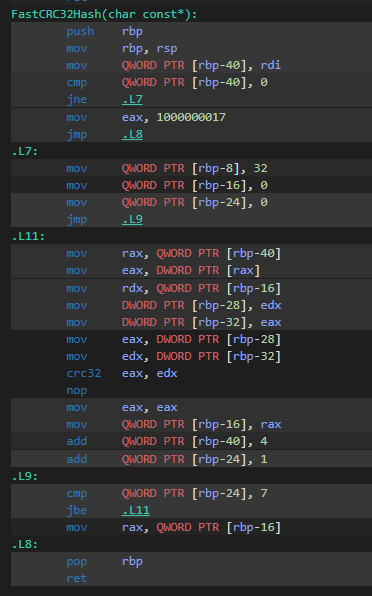 FastCRC32Hash(char const*):
push rbp
mov rbp, rsp
mov QWORD PTR [rbp-40], rdi
cmp QWORD PTR [rbp-40], 0
jne .L7
mov eax, 1000000017
jmp .L8
.L7:
mov QWORD PTR [rbp-8], 32
mov QWORD PTR [rbp-16], 0
mov QWORD PTR [rbp-24], 0
jmp .L9
.L11:
mov rax, QWORD PTR [rbp-40]
mov eax, DWORD PTR [rax]
mov rdx, QWORD PTR [rbp-16]
mov DWORD PTR [rbp-28], edx
mov DWORD PTR [rbp-32], eax
mov eax, DWORD PTR [rbp-28]
mov edx, DWORD PTR [rbp-32]
crc32 eax, edx
nop
mov eax, eax
mov QWORD PTR [rbp-16], rax
add QWORD PTR [rbp-40], 4
add QWORD PTR [rbp-24], 1
.L9:
cmp QWORD PTR [rbp-24], 7
jbe .L11
mov rax, QWORD PTR [rbp-16]
.L8:
pop rbp
ret